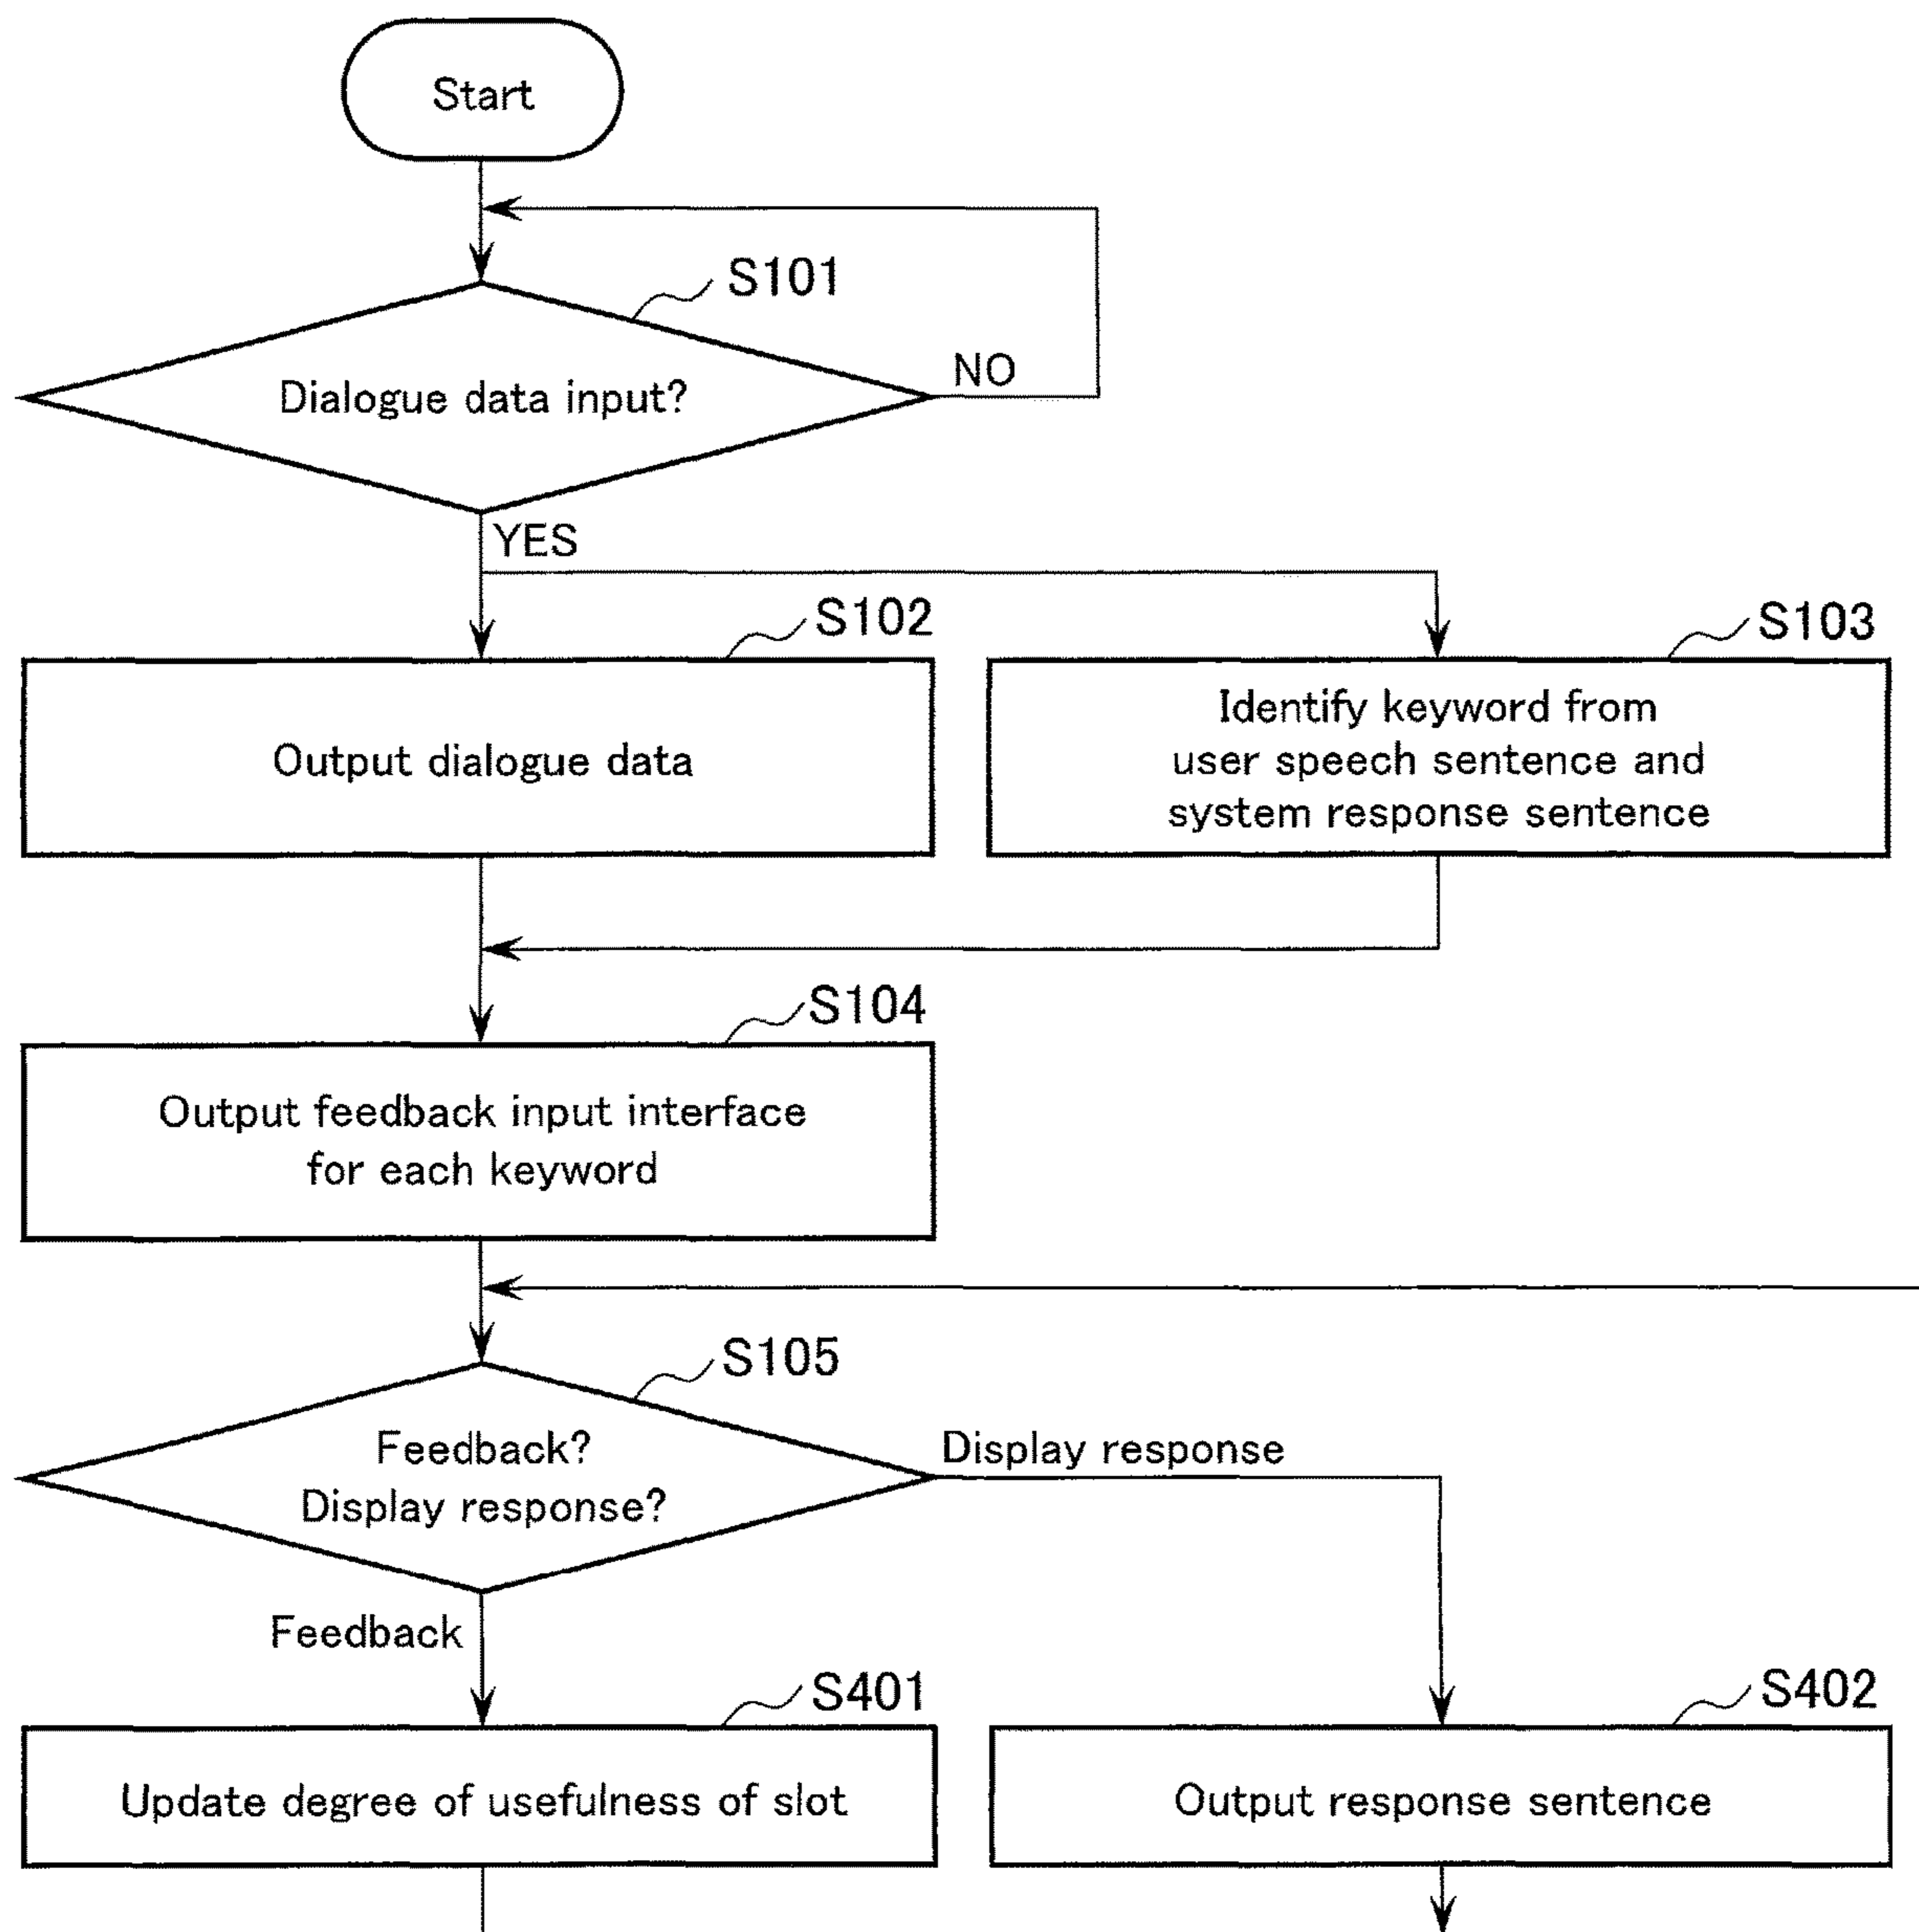 Start
S101
Dialogue data input?
NO
YES
S102
S103
Output dialogue data
Identify keyword from
user speech sentence and
system response sentence
S104
Output feedback input interface
for each keyword
S105
Feedback?
Display response?
Display response
Feedback
S401
S402
Update degree of usefulness of slot
Output response sentence